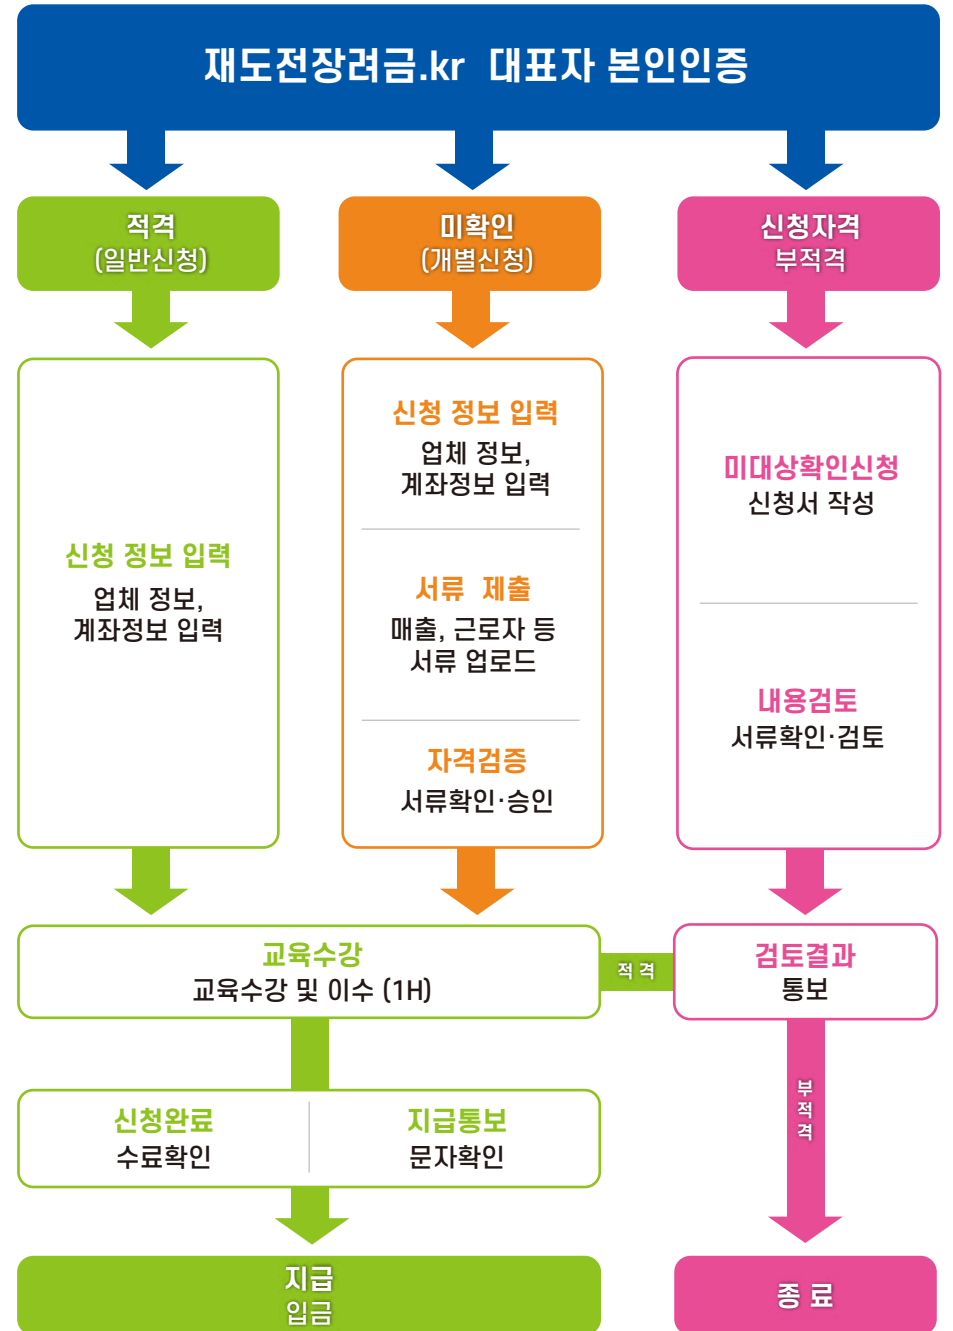 재도전장려금.kr 대표자 본인인증
적격
(일반신청)
미확인
(개별신청)
신청자격
부적격
신청 정보 입력
업체 정보,
계좌정보 입력
신청 정보 입력
업체 정보,
계좌정보 입력
서류 제출
매출, 근로자 등
서류 업로드
자격검증
서류확인·승인
미대상확인신청
신청서 작성
내용검토
서류확인·검토
교육수강
교육수강 및 이수 (1H)
적 격
검토결과
통보
신청완료
수료확인
지급통보
문자확인
부
적
격
지급
입금
종 료